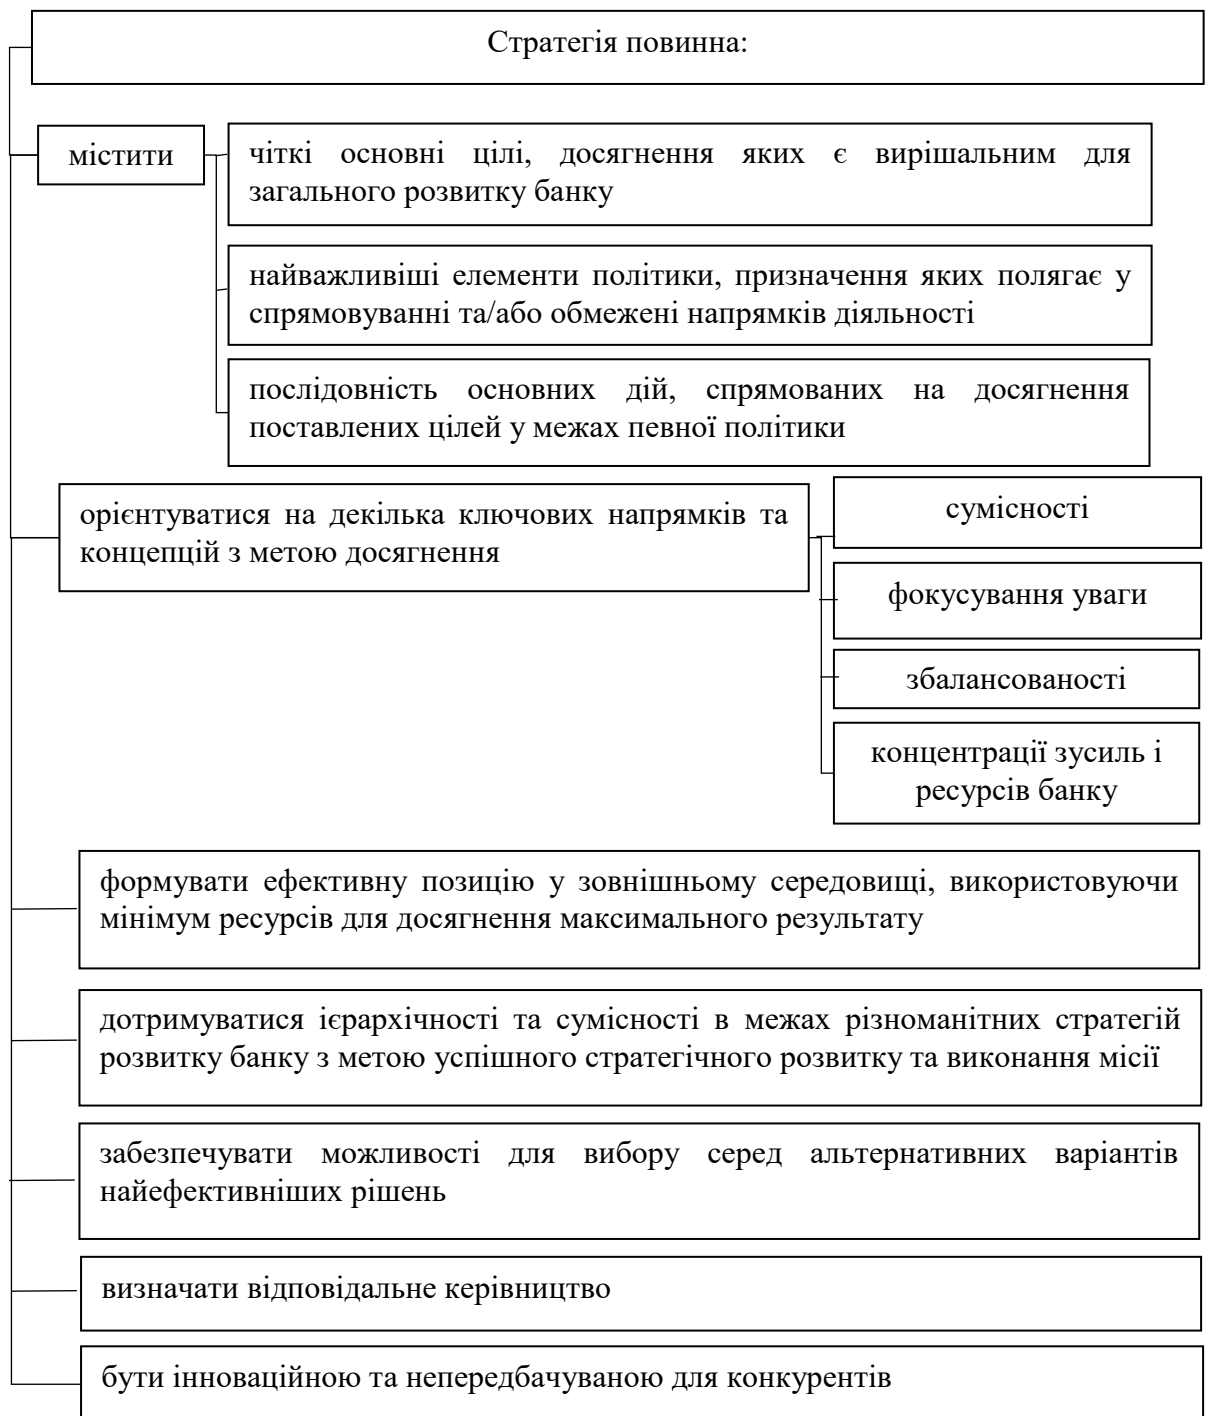 Стратегія повинна:
містити
чіткі основні цілі, досягнення яких є вирішальним для
загального розвитку банку
найважливіші елементи політики, призначення яких полягає у
спрямовуванні та/або обмежені напрямків діяльності
послідовність основних дій, спрямованих на досягнення
поставлених цілей у межах певної політики
орієнтуватися на декілька ключових напрямків та
концепцій з метою досягнення
сумісності
фокусування уваги
збалансованості
концентрації зусиль і
ресурсів банку
формувати ефективну позицію у зовнішньому середовищі, використовуючи
мінімум ресурсів для досягнення максимального результату
дотримуватися ієрархічності та сумісності в межах різноманітних стратегій
розвитку банку з метою успішного стратегічного розвитку та виконання місії
забезпечувати можливості для вибору серед альтернативних варіантів
найефективніших рішень
визначати відповідальне керівництво
бути інноваційною та непередбачуваною для конкурентів